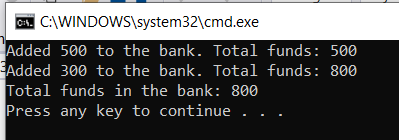 C:\WINDOWS\system32\cmd.exe
Added 500 to the bank. Total funds: 500
Added 300 to the bank. Total funds: 800
Total funds in the bank: 800
Press any key to continue . . .